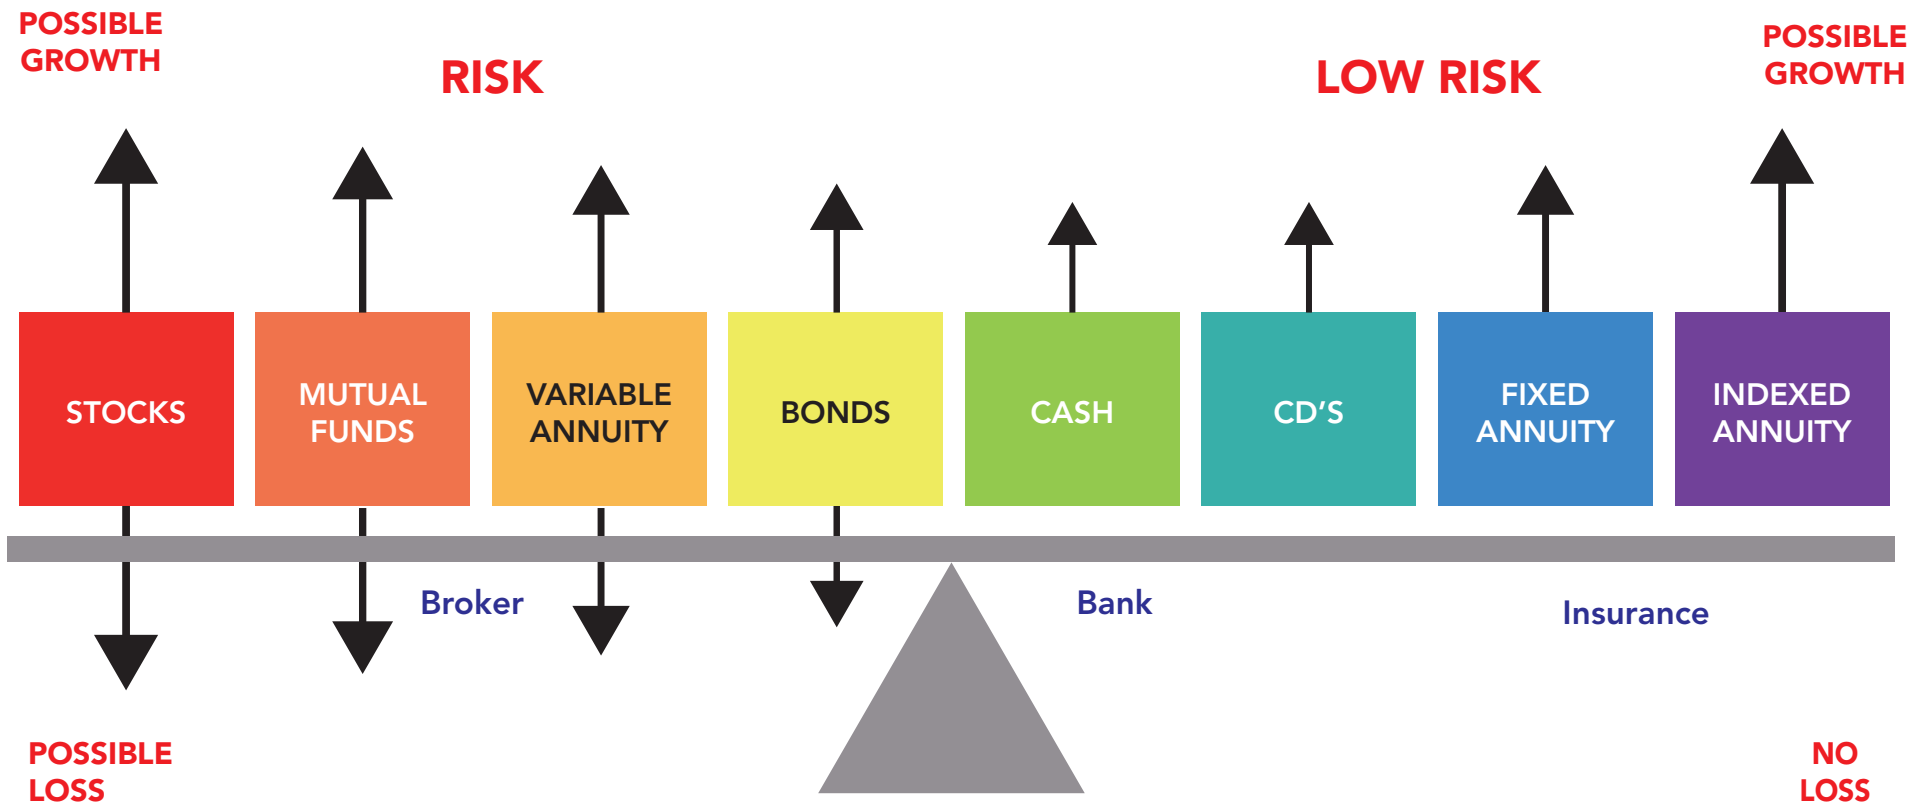 POSSIBLE
GROWTH
RISK
LOW RISK
POSSIBLE
GROWTH
STOCKS
MUTUAL
FUNDS
VARIABLE
ANNUITY
BONDS
CASH
CD’S
FIXED
ANNUITY
INDEXED
ANNUITY
Broker
Bank
Insurance
POSSIBLE
LOSS
NO
LOSS